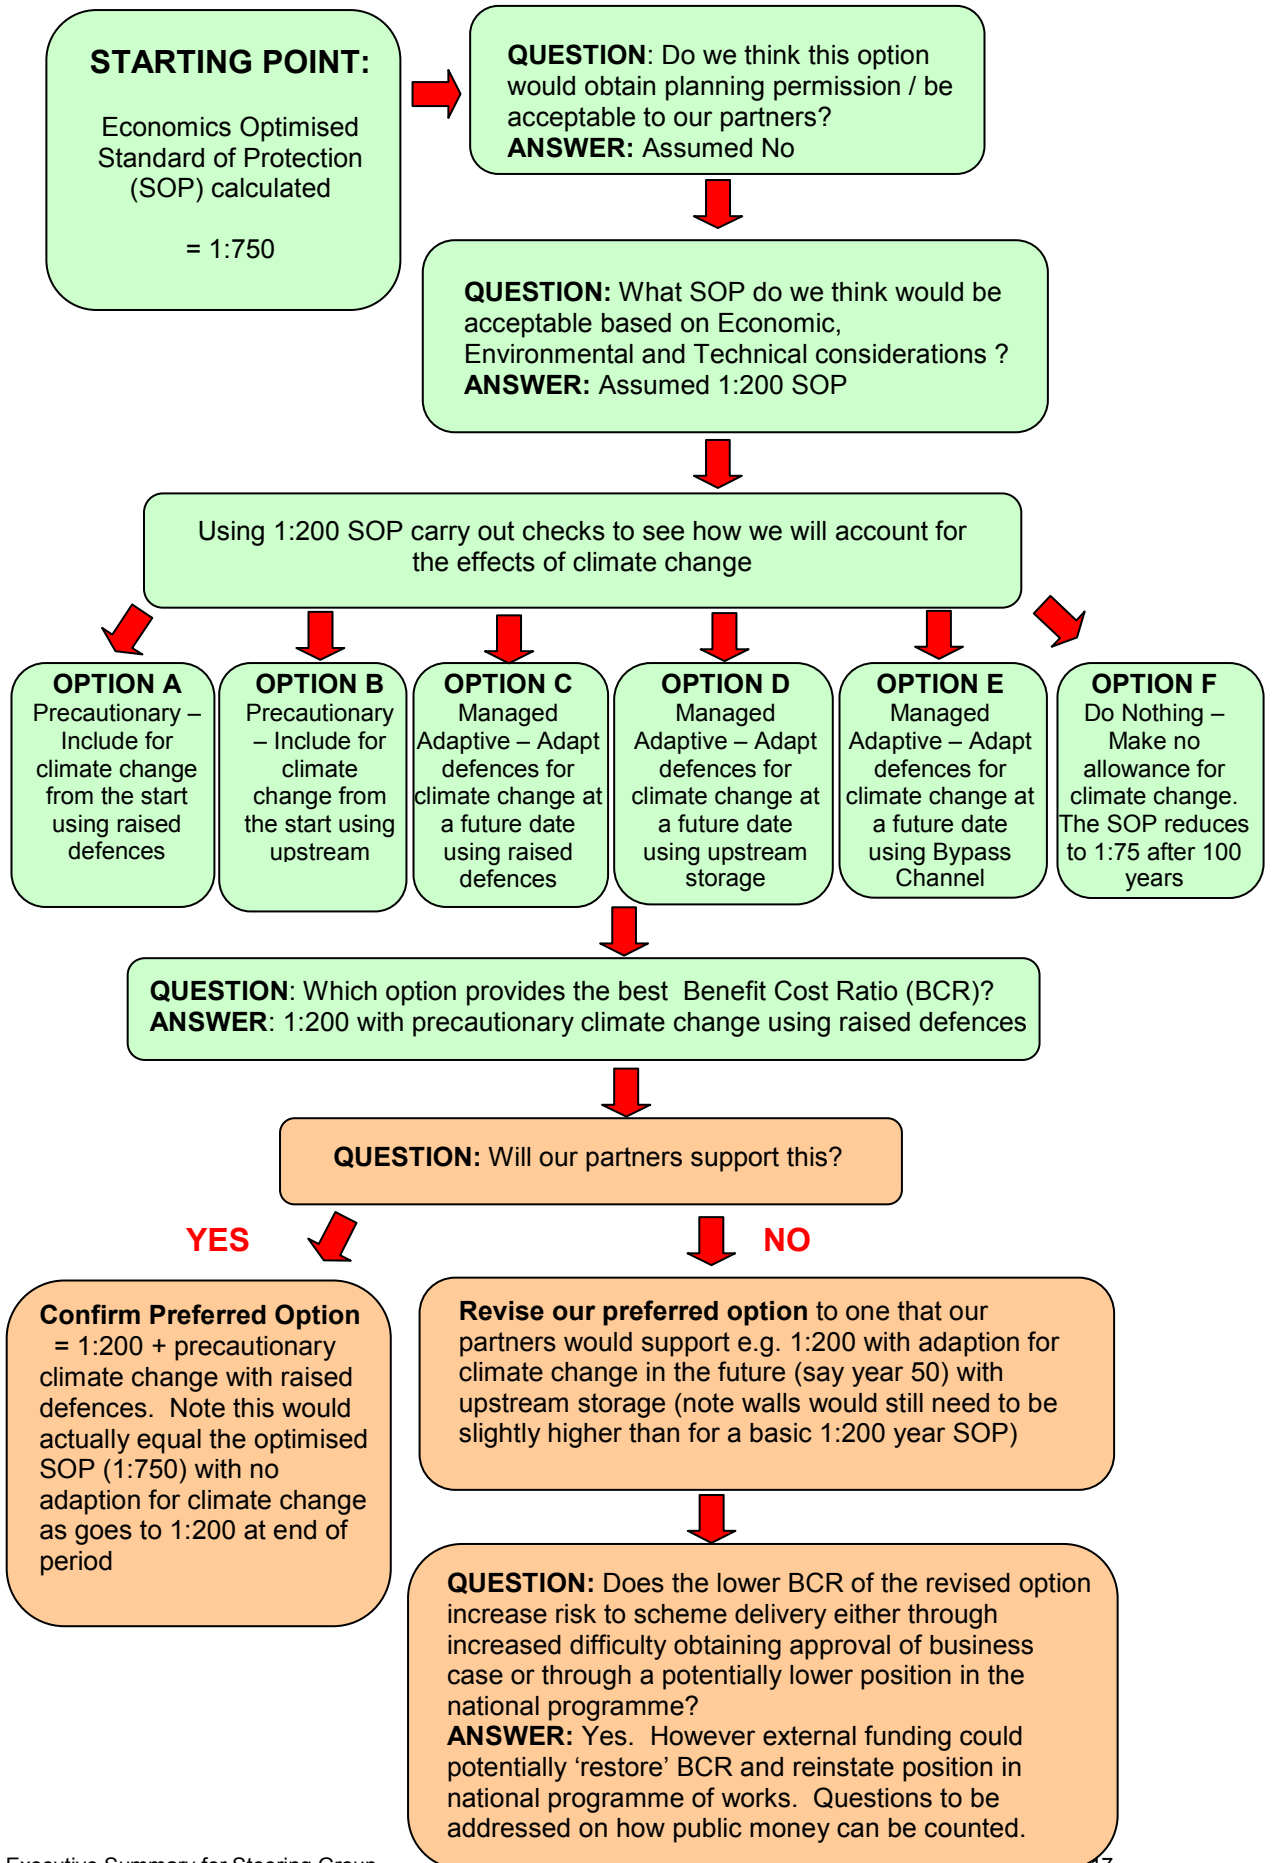 STARTING POINT:
Economics Optimised
Standard of Protection
(SOP) calculated
= 1:750
QUESTION: Do we think this option
would obtain planning permission / be
acceptable to our partners?
ANSWER: Assumed No
QUESTION: What SOP do we think would be
acceptable based on Economic,
Environmental and Technical considerations ?
ANSWER: Assumed 1:200 SOP
Using 1:200 SOP carry out checks to see how we will account for
the effects of climate change
OPTION A
Precautionary –
Include for
climate change
from the start
using raised
defences
OPTION B
Precautionary
– Include for
climate
change from
the start using
upstream
OPTION C
Managed
Adaptive – Adapt
defences for
climate change at
a future date
using raised
defences
OPTION D
Managed
Adaptive – Adapt
defences for
climate change at
a future date
using upstream
storage
OPTION E
Managed
Adaptive – Adapt
defences for
climate change at
a future date
using Bypass
Channel
OPTION F
Do Nothing –
Make no
allowance for
climate change.
The SOP reduces
to 1:75 after 100
years
QUESTION: Which option provides the best Benefit Cost Ratio (BCR)?
ANSWER: 1:200 with precautionary climate change using raised defences
QUESTION: Will our partners support this?
YES
NO
Confirm Preferred Option
= 1:200 + precautionary
climate change with raised
defences. Note this would
actually equal the optimised
SOP (1:750) with no
adaption for climate change
as goes to 1:200 at end of
period
Revise our preferred option to one that our
partners would support e.g. 1:200 with adaption for
climate change in the future (say year 50) with
upstream storage (note walls would still need to be
slightly higher than for a basic 1:200 year SOP)
QUESTION: Does the lower BCR of the revised option
increase risk to scheme delivery either through
increased difficulty obtaining approval of business
case or through a potentially lower position in the
national programme?
ANSWER: Yes. However external funding could
potentially ‘restore’ BCR and reinstate position in
national programme of works. Questions to be
addressed on how public money can be counted.
Executive Summary for Steering Group